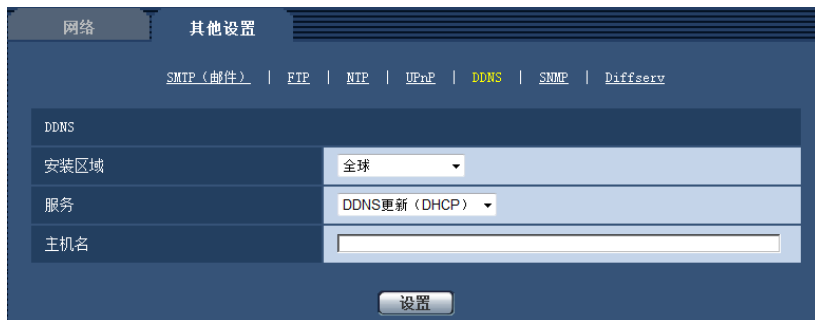 网络 其他设置
SMTP（邮件） | FTP | NTP | UPnP | DDNS | SNMP | Diffserv
DDNS
安装区域 全球
服务 DDNS更新（DHCP）
主机名
设置